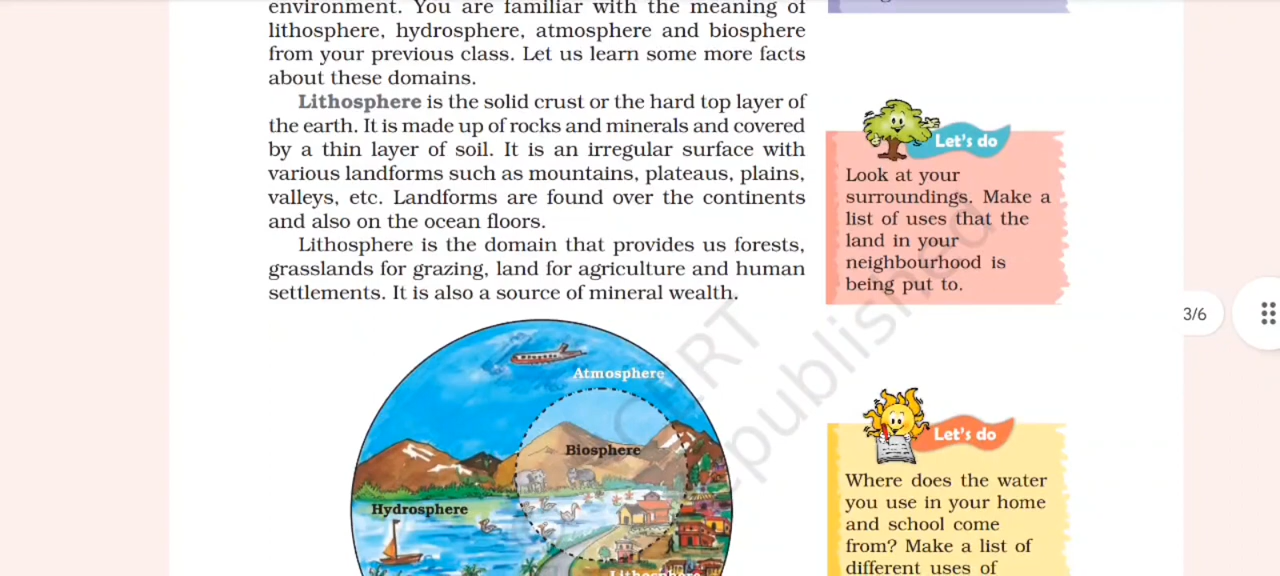 environment. You are familiar with the meaning of
lithosphere, hydrosphere, atmosphere and biosphere
from your previous class. Let us learn some more facts
about these domains.
Lithosphere is the solid crust or the hard top layer of
the earth. It is made up of rocks and minerals and covered
by a thin layer of soil. It is an irregular surface with
various landforms such as mountains, plateaus, plains,
valleys, etc. Landforms are found over the continents
and also on the ocean floors.
Lithosphere is the domain that provides us forests,
grasslands for grazing, land for agriculture and human
settlements. It is also a source of mineral wealth.
Let's do
Look at your
surroundings. Make a
list of uses that the
land in your
neighbourhood is
being put to.
3/6
Atmosphere
Biosphere
Hydrosphere
Lithosphere
Let's do
Where does the water
you use in your home
and school come
from? Make a list of
different uses of